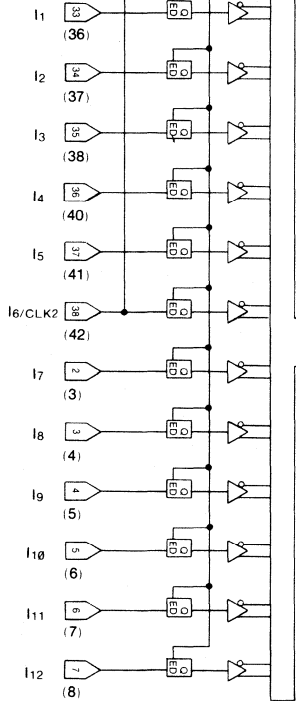 I1 33 E D Q
(36)
I2 34 E D Q
(37)
I3 35 E D Q
(38)
I4 36 E D Q
(40)
I5 37 E D Q
(41)
I6/CLK2 38 E D Q
(42)
I7 2 E D Q
(3)
I8 3 E D Q
(4)
I9 4 E D Q
(5)
I10 5 E D Q
(6)
I11 6 E D Q
(7)
I12 7 E D Q
(8)